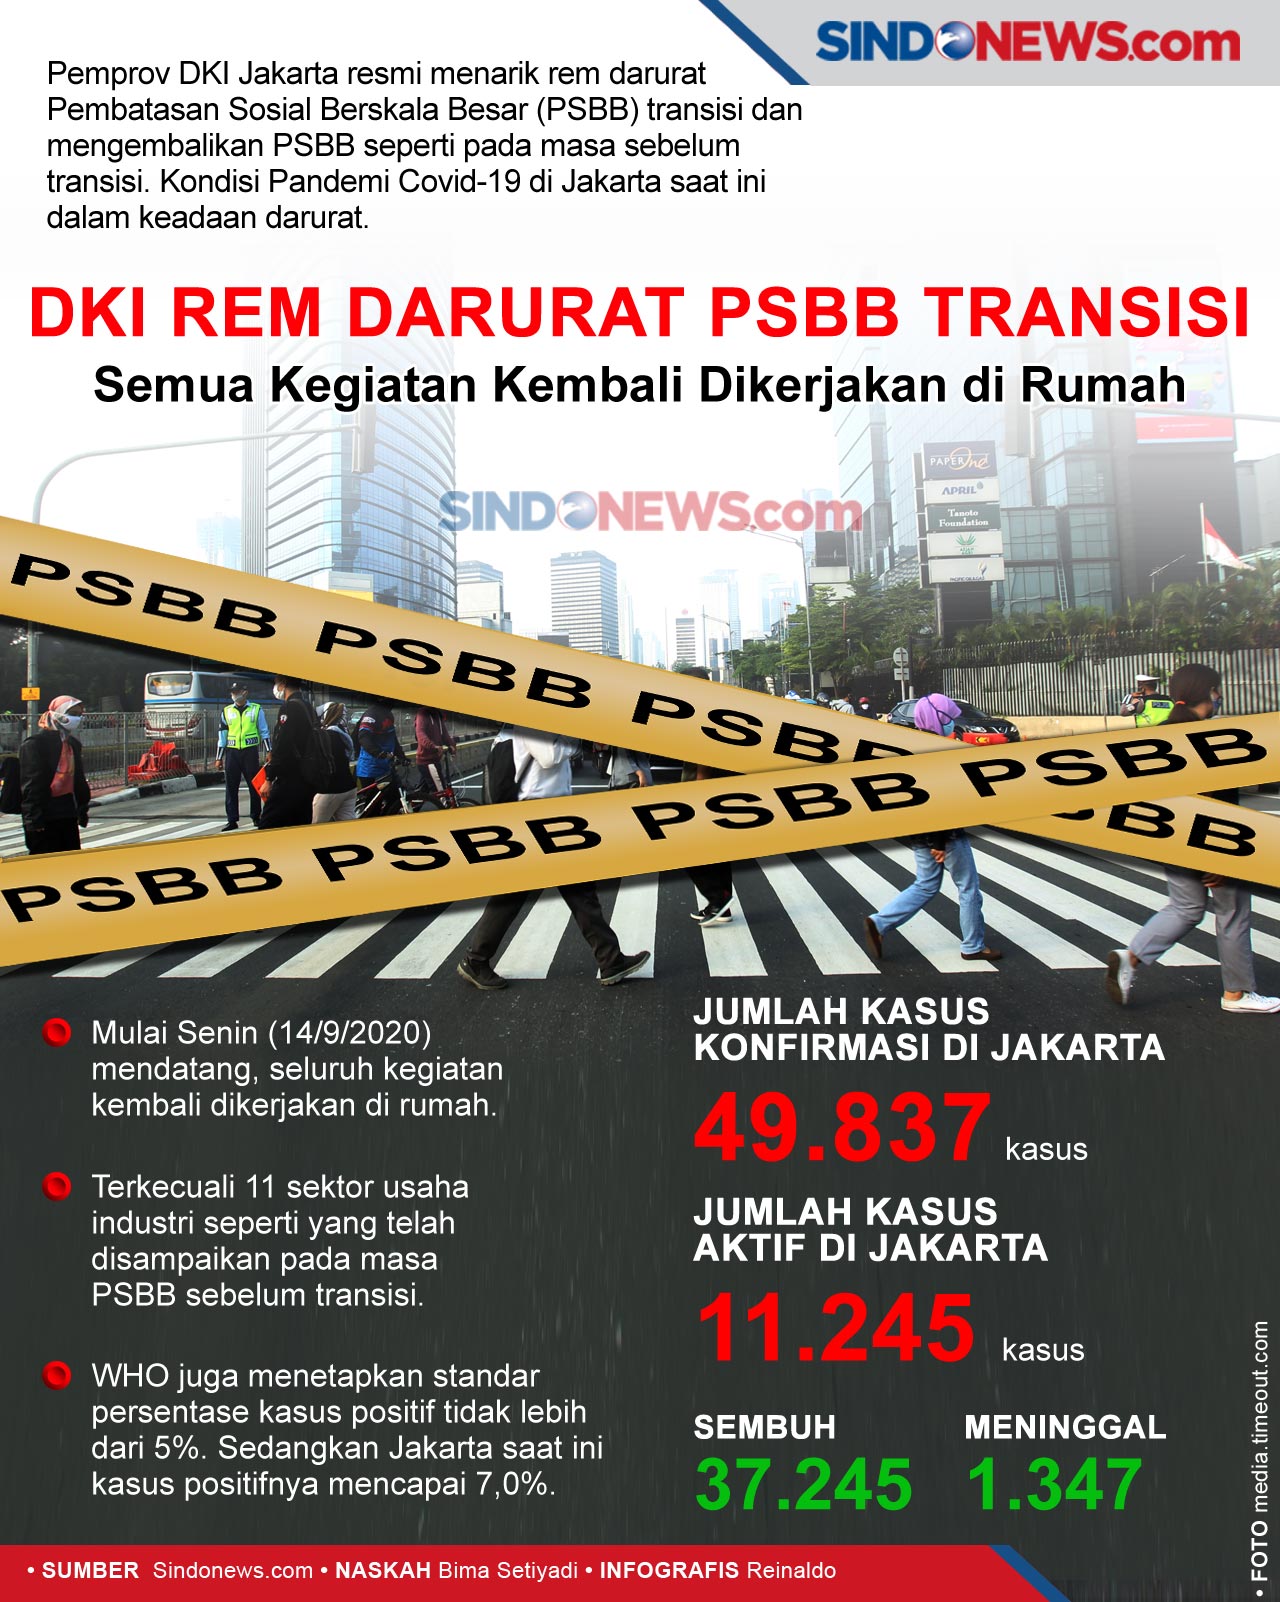 SINDONEWS.com
Pemprov DKI Jakarta resmi menarik rem darurat
Pembatasan Sosial Berskala Besar (PSBB) transisi dan
mengembalikan PSBB seperti pada masa sebelum
transisi. Kondisi Pandemi Covid-19 di Jakarta saat ini
dalam keadaan darurat.
DKI REM DARURAT PSBB TRANSISI
Semua Kegiatan Kembali Dikerjakan di Rumah
PAPER One
APRIL
Tanoto
Foundation
SINDONEWS.com
PSBB PSBB PSBB PSBB
PSBB PSBB PSBB PSBB
Mulai Senin (14/9/2020)
mendatang, seluruh kegiatan
kembali dikerjakan di rumah.
Terkecuali 11 sektor usaha
industri seperti yang telah
disampaikan pada masa
PSBB sebelum transisi.
WHO juga menetapkan standar
persentase kasus positif tidak lebih
dari 5%. Sedangkan Jakarta saat ini
kasus positifnya mencapai 7,0%.
JUMLAH KASUS
KONFIRMASI DI JAKARTA
49.837 kasus
JUMLAH KASUS
AKTIF DI JAKARTA
11.245 kasus
SEMBUH MENINGGAL
37.245 1.347
• SUMBER Sindonews.com • NASKAH Bima Setiyadi • INFOGRAFIS Reinaldo
• FOTO media.timeout.com